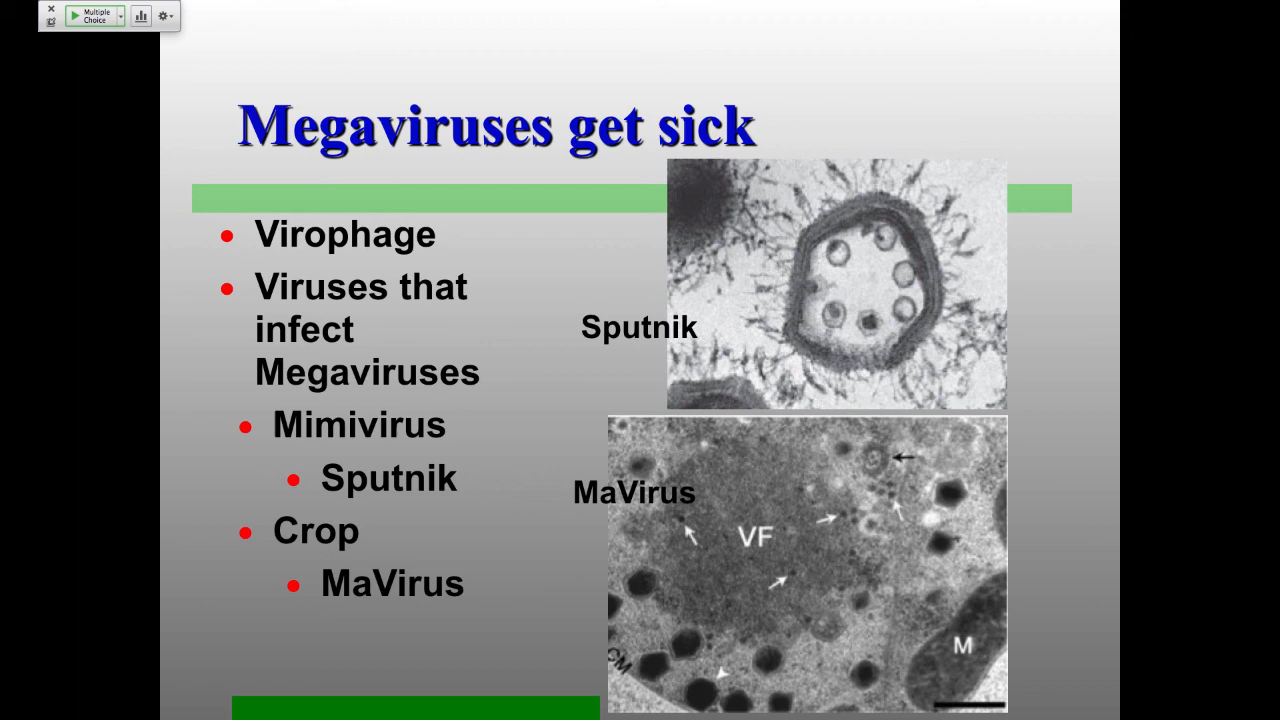 Multiple
Choice
Megaviruses get sick
Virophage
Viruses that
infect
Megaviruses
Mimivirus
Sputnik
Crop
MaVirus
Sputnik
MaVirus
VF
M
CM